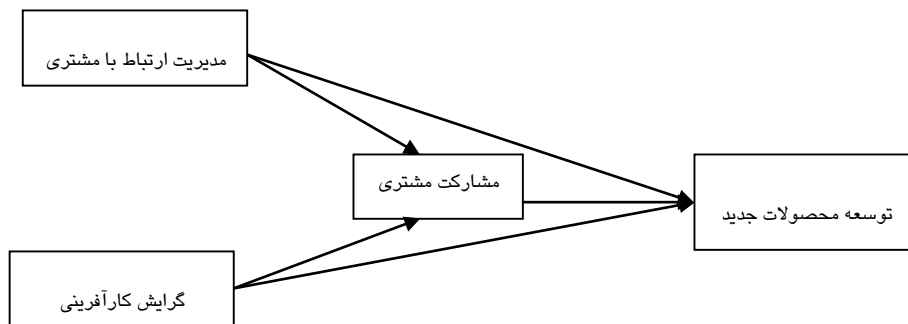 مدیریت ارتباط با مشتری
مشارکت مشتری
توسعه محصولات جدید
گرایش کارآفرینی